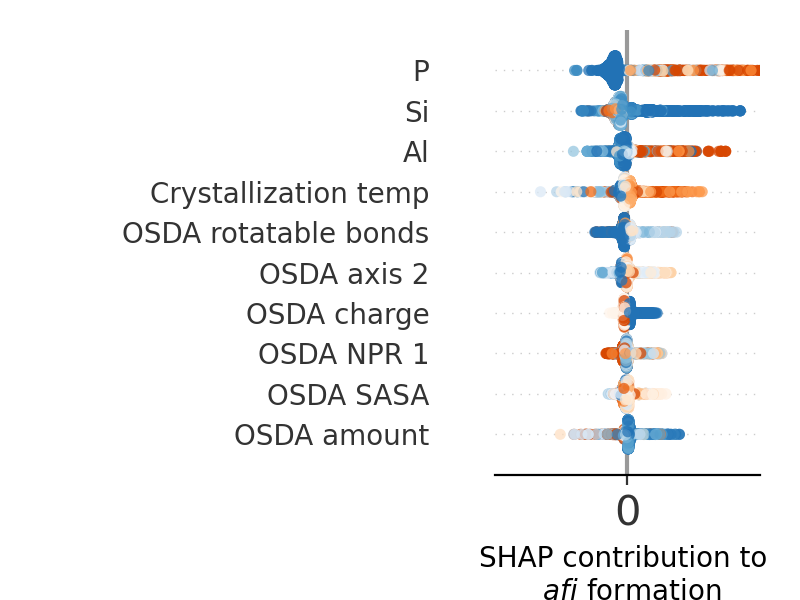 P
Si
Al
Crystallization temp
OSDA rotatable bonds
OSDA axis 2
OSDA charge
OSDA NPR 1
OSDA SASA
OSDA amount
0
SHAP contribution to
afi formation